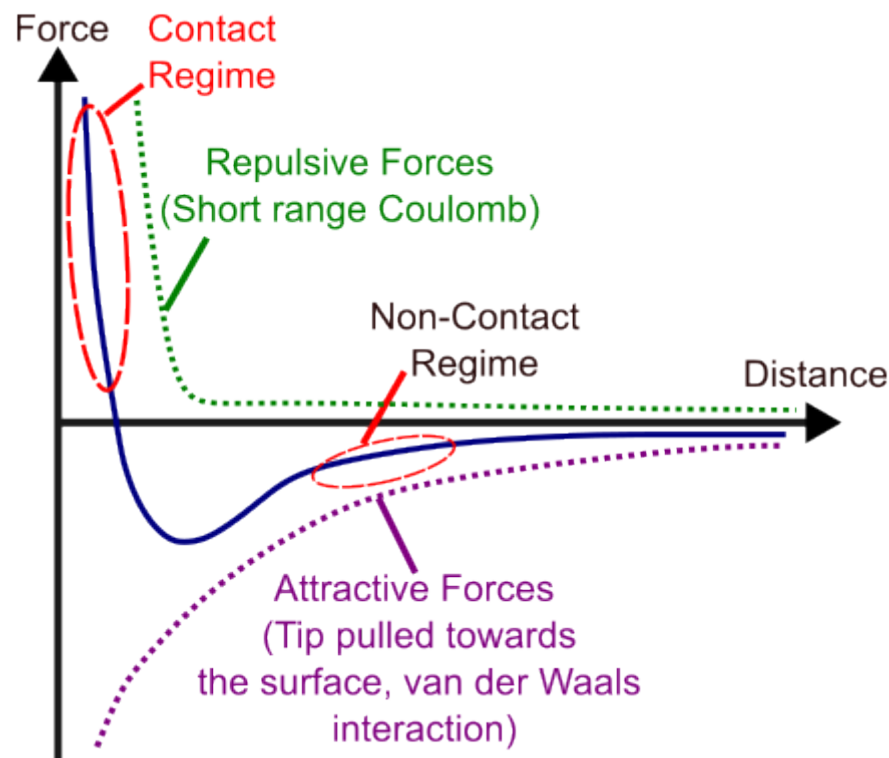 Force
Contact
Regime
Repulsive Forces
(Short range Coulomb)
Non-Contact
Regime
Distance
Attractive Forces
(Tip pulled towards
the surface, van der Waals
interaction)